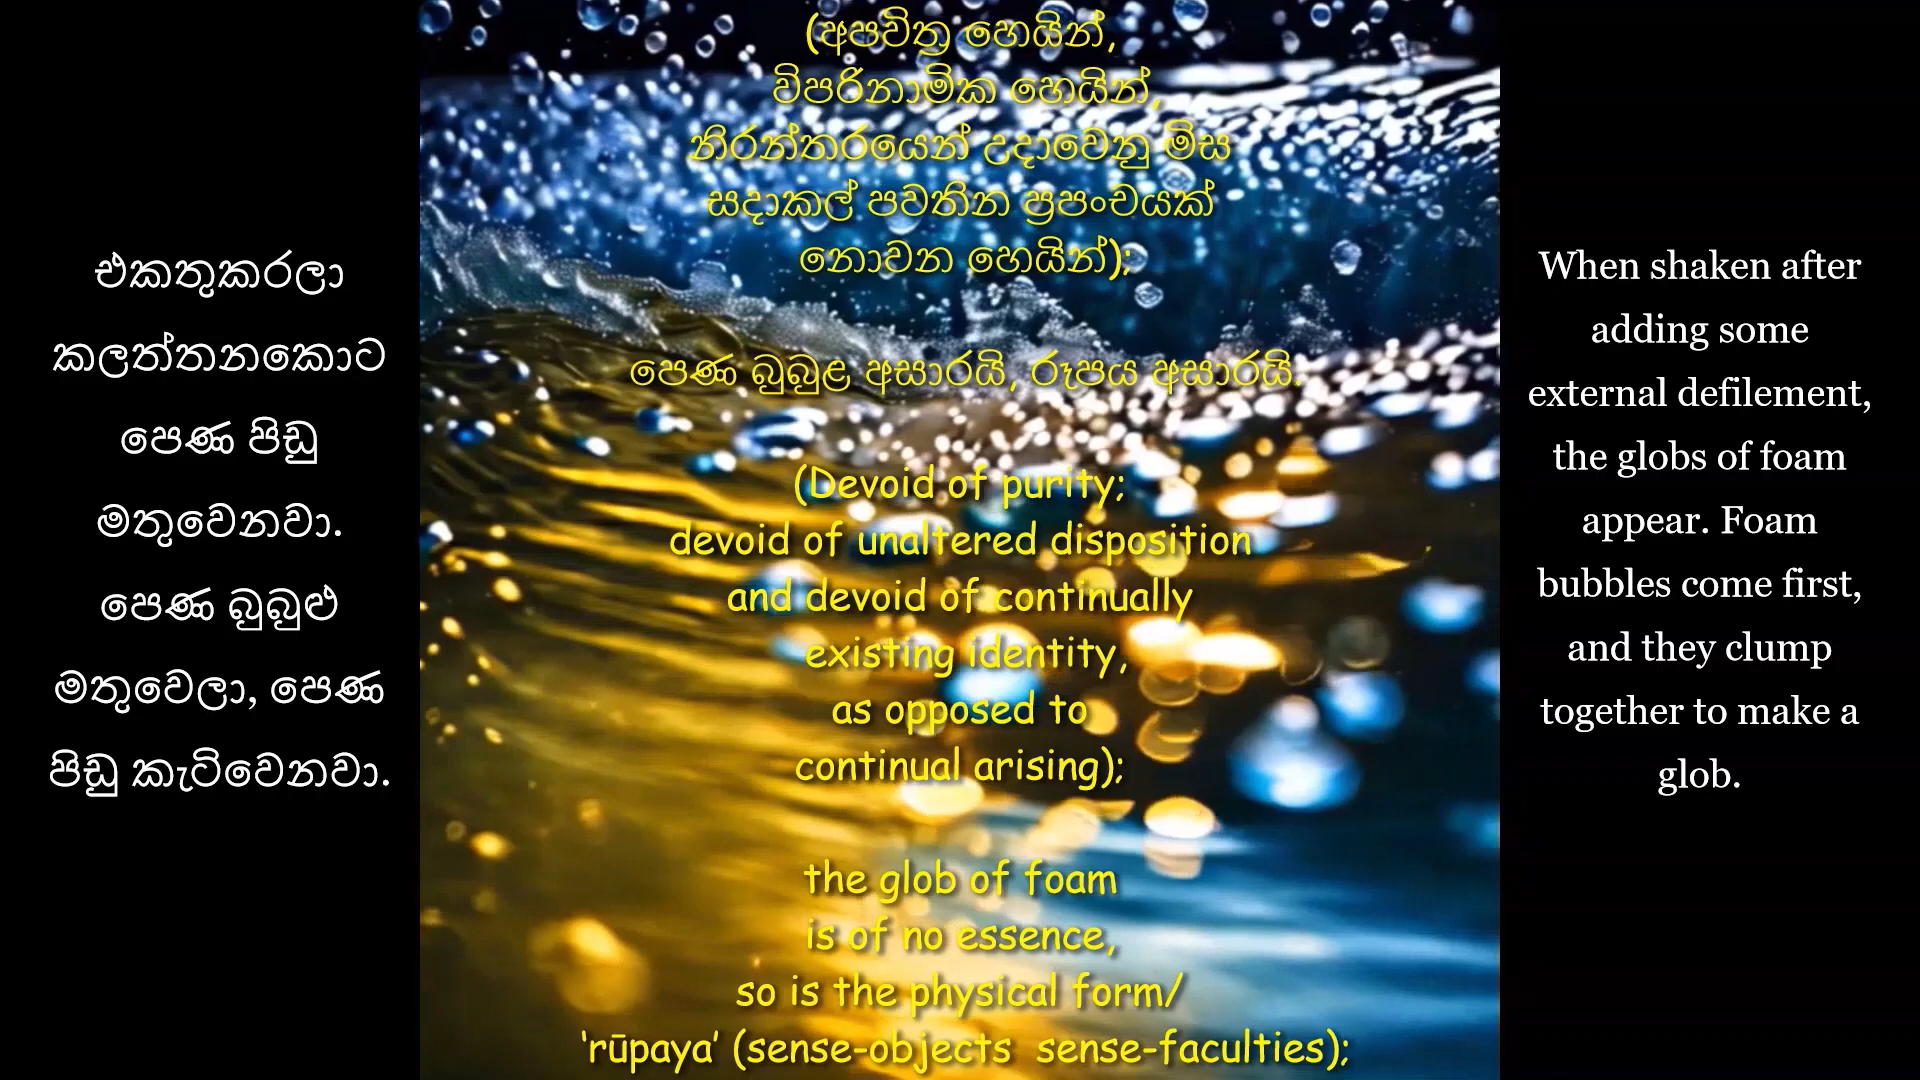 එකතුකරලා
කලත්තනකොට
පෙණ පිඩු
මතුවෙනවා.
පෙණ බුබුළු
මතුවෙලා, පෙණ
පිඩු කැටිවෙනවා.
(අපවිත්‍ර හෙයින්,
විපරිනාමික හෙයින්,
නිරන්තරයෙන් උදාවෙනු මිස
සදාකල් පවතින ප්‍රපංචයක්
නොවන හෙයින්);
පෙණ බුබුළ අසාරයි, රූපය අසාරයි.
(Devoid of purity;
devoid of unaltered disposition
and devoid of continually
existing identity,
as opposed to
continual arising);
the glob of foam
is of no essence,
so is the physical form/
‘rūpaya’ (sense-objects sense-faculties);
When shaken after
adding some
external defilement,
the globs of foam
appear. Foam
bubbles come first,
and they clump
together to make a
glob.